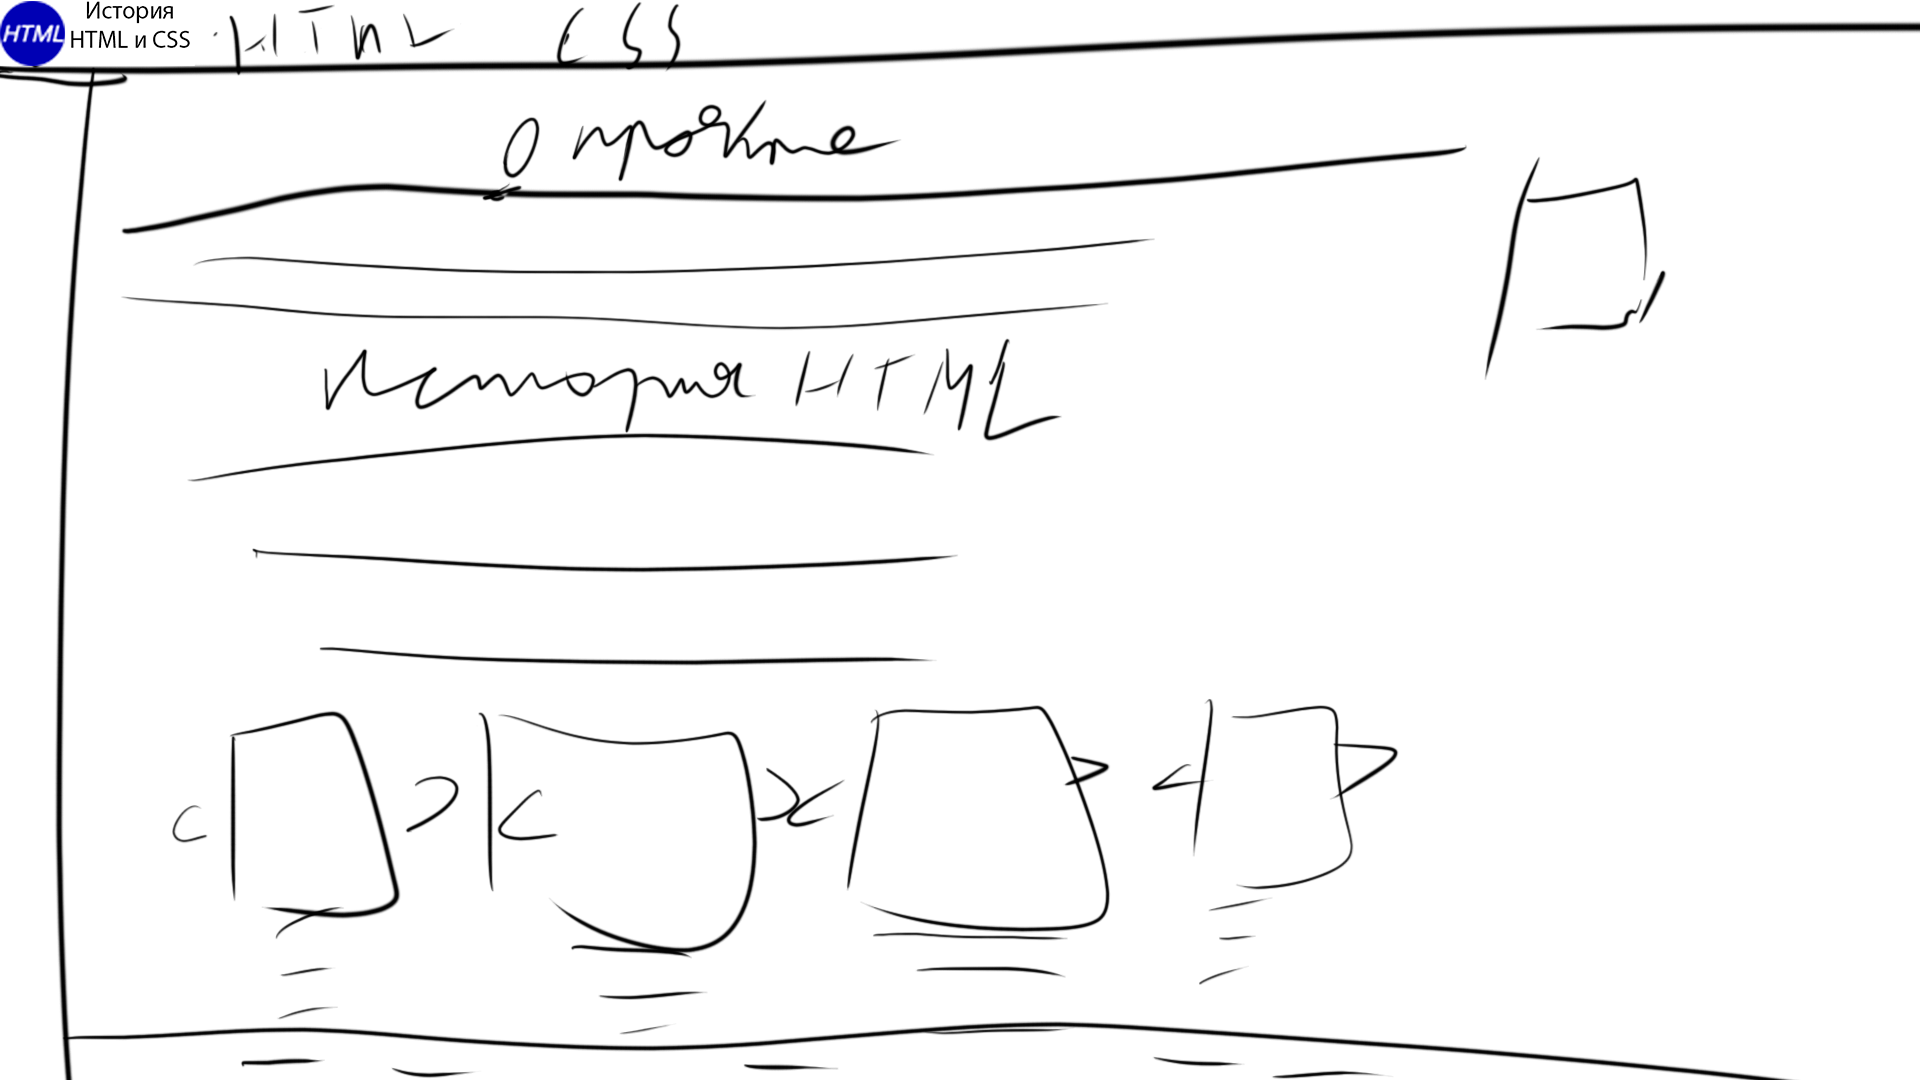 HTML
История
HTML и CSS
HTML CSS
О проекте
История HTML